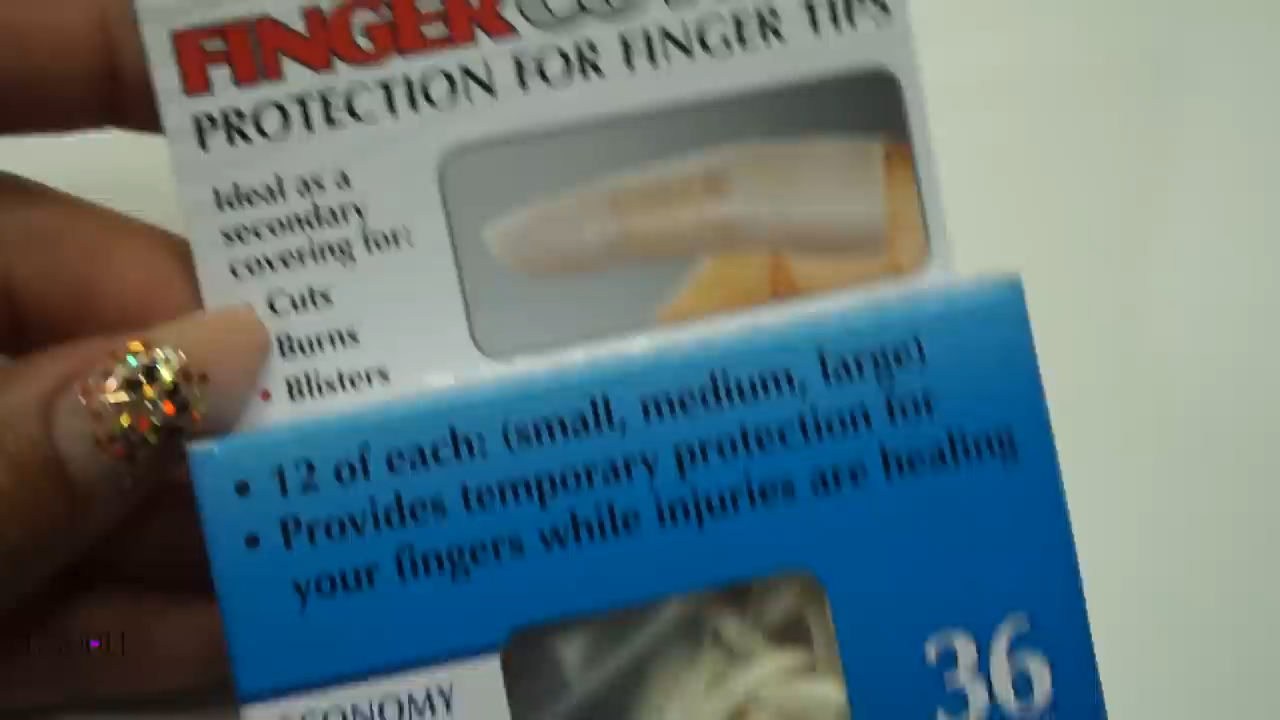 FINGER
PROTECTION FOR FINGER TIPS
Ideal as a
secondary
covering for:
Cuts
Burns
• Blisters
• 12 of each: (small, medium, large)
• Provides temporary protection for
your fingers while injuries are healing
36
ECONOMY